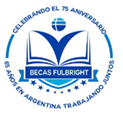 CELEBRANDO EL 75 ANIVERSARIO
BECAS FULBRIGHT
65 AÑOS EN ARGENTINA TRABAJANDO JUNTOS